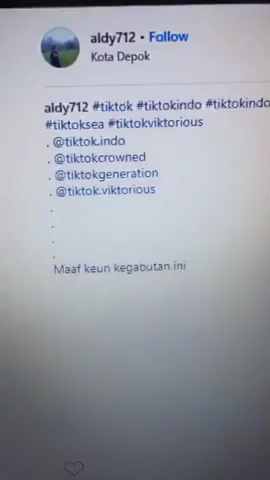 aldy712 • Follow
Kota Depok
aldy712 #tiktok #tiktokindo #tiktokindo
#tiktoksea #tiktokviktorious
. @tiktok.indo
. @tiktokcrowned
. @tiktokgeneration
. @tiktok.viktorious
.
.
.
.
Maaf keun kegabutan ini